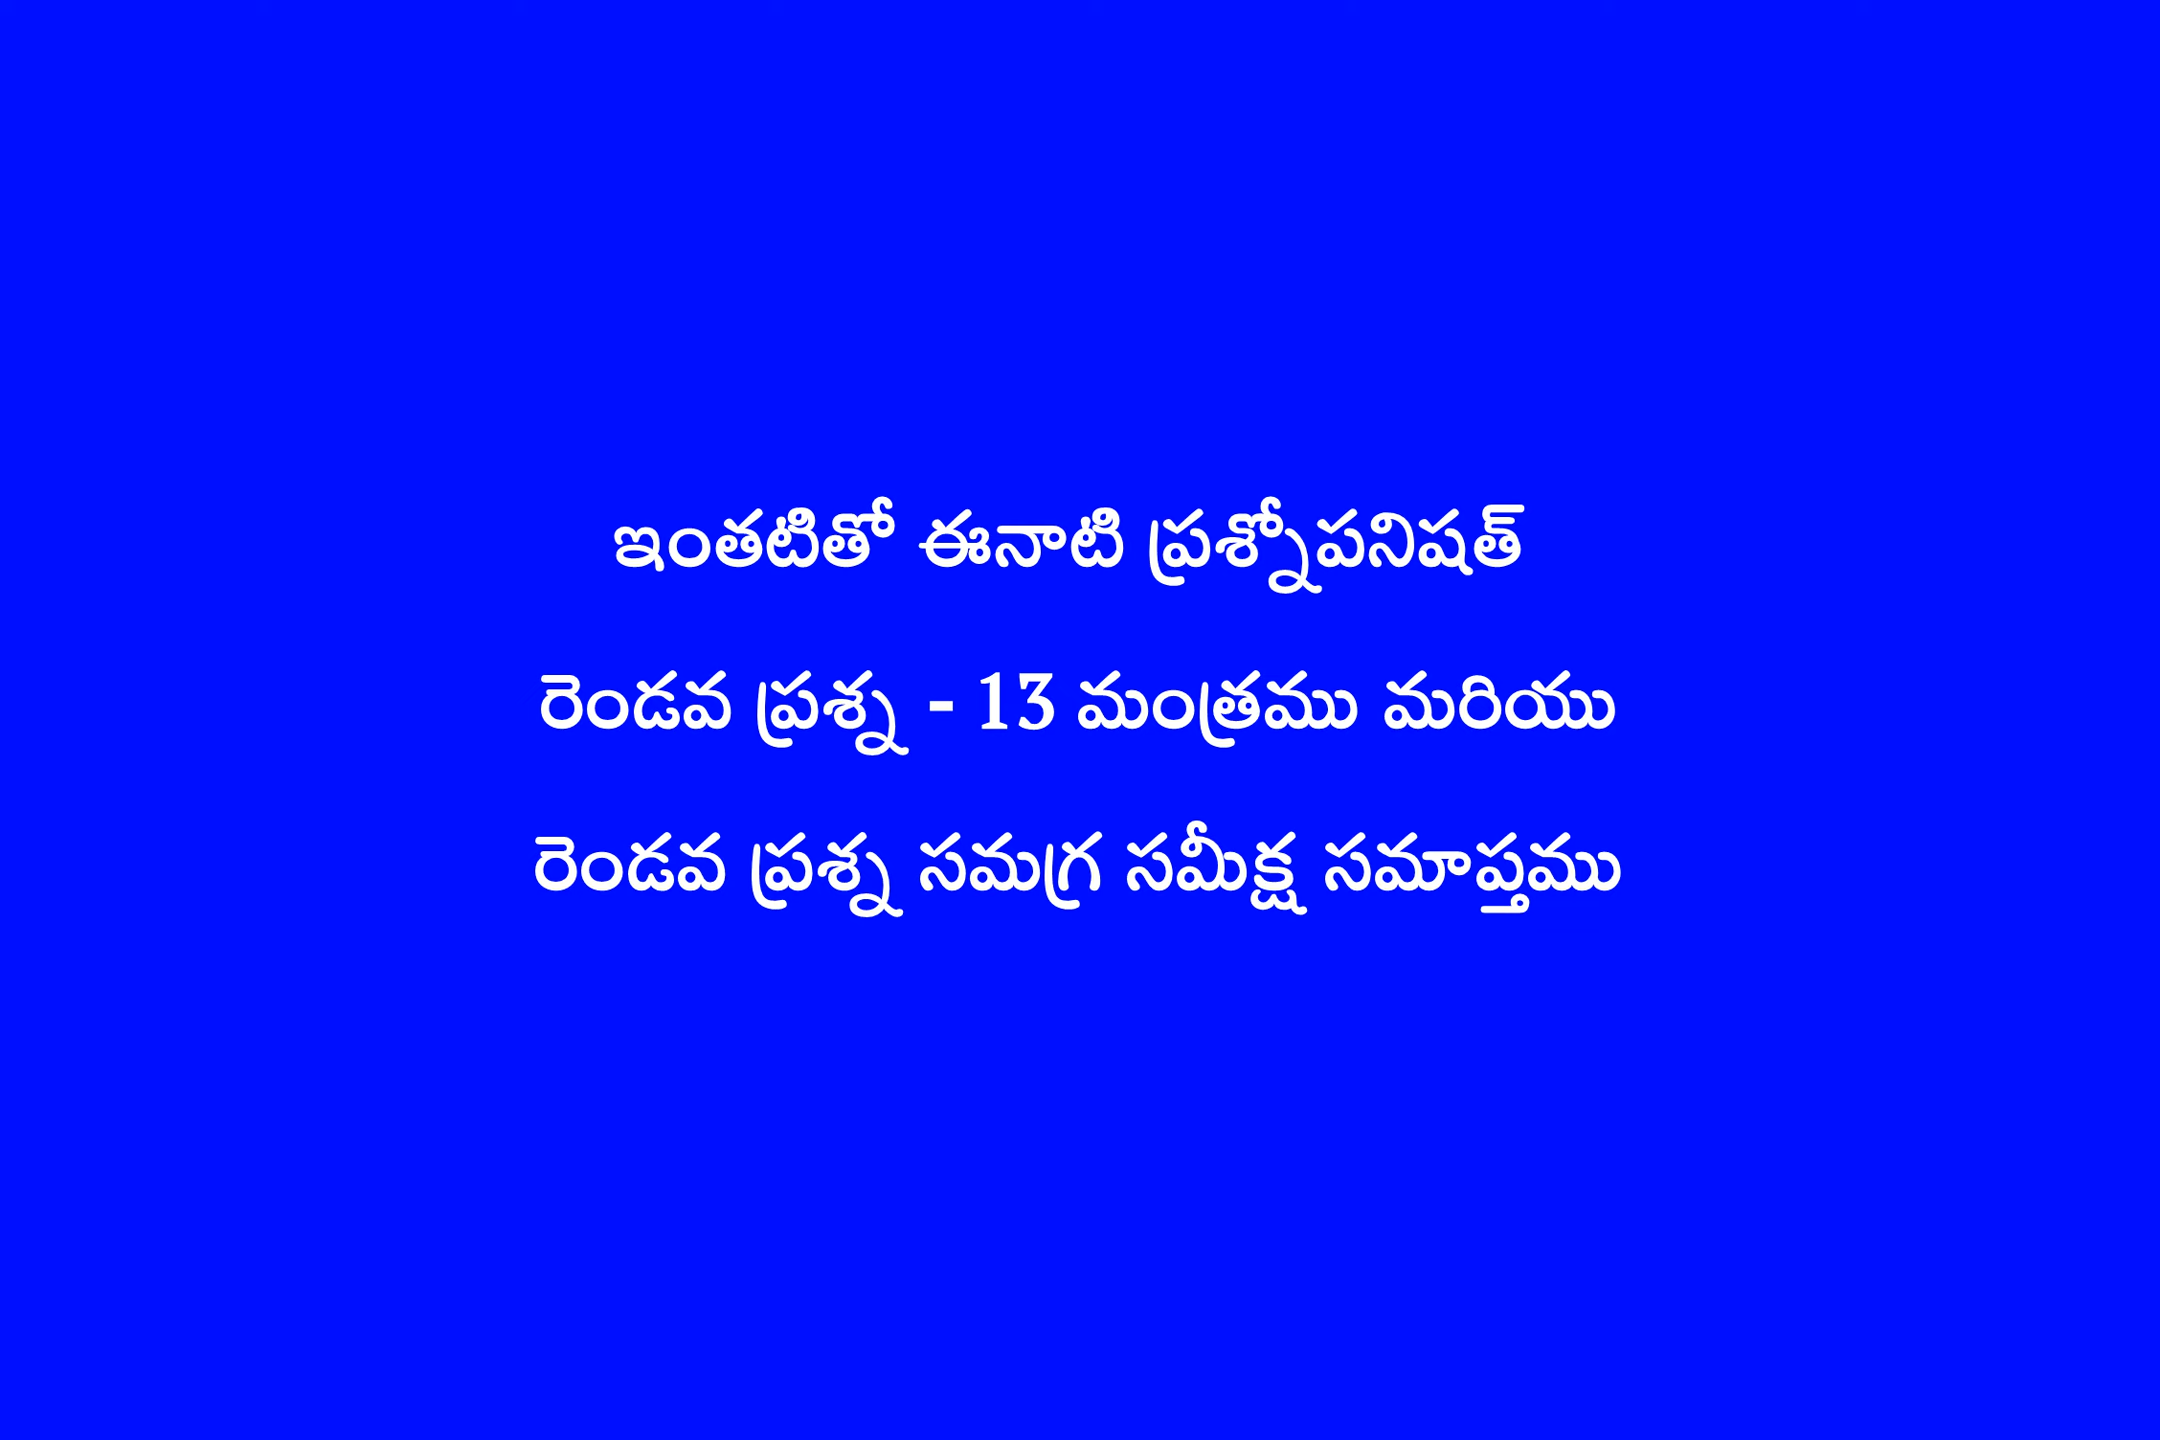 ఇంతటితో ఈనాటి ప్రశ్నోపనిషత్
రెండవ ప్రశ్న - 13 మంత్రము మరియు
రెండవ ప్రశ్న సమగ్ర సమీక్ష సమాప్తము